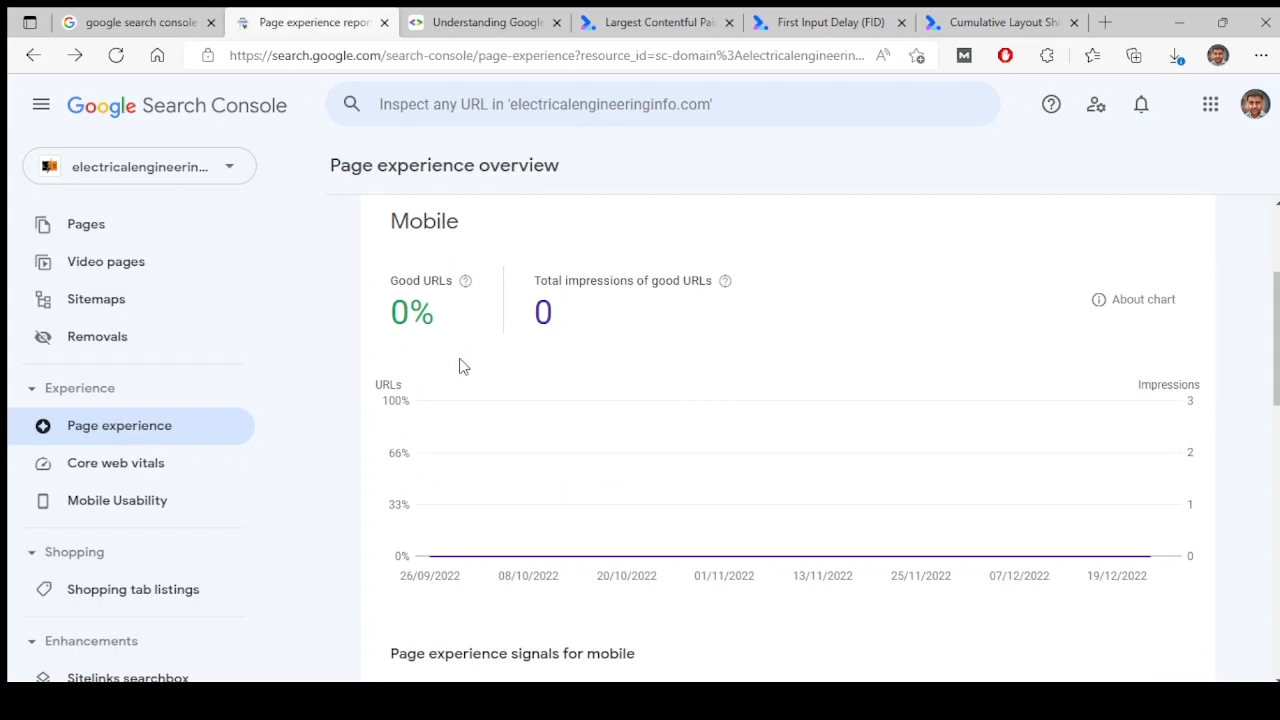 google search console
Page experience repor
Understanding Google
Largest Contentful Pai
First Input Delay (FID)
Cumulative Layout Shi
https://search.google.com/search-console/page-experience?resource_id=sc-domain%3Aelectricalengineerin...
Google Search Console
Inspect any URL in 'electricalengineeringinfo.com'
electricalengineerin...
Page experience overview
Pages
Video pages
Sitemaps
Removals
Experience
Page experience
Core web vitals
Mobile Usability
Shopping
Shopping tab listings
Enhancements
Sitelinks searchbox
Mobile
Good URLs
Total impressions of good URLs
0%
0
About chart
URLs
Impressions
100%
3
66%
2
33%
1
0%
0
26/09/2022 08/10/2022 20/10/2022 01/11/2022 13/11/2022 25/11/2022 07/12/2022 19/12/2022
Page experience signals for mobile